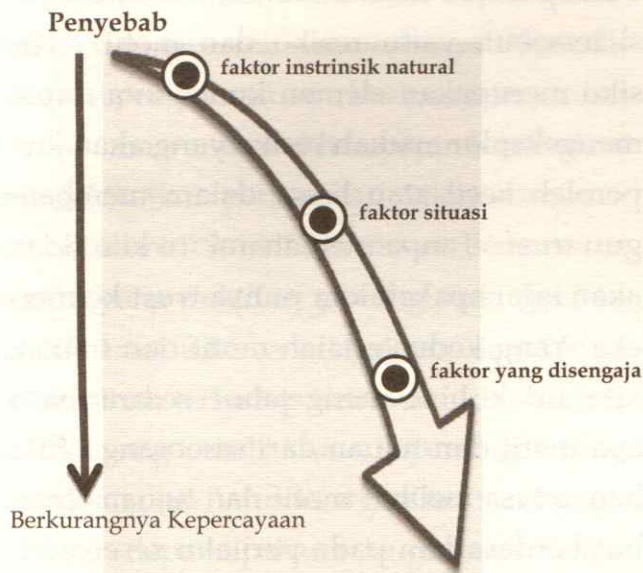 Penyebab
faktor instrinsik natural
faktor situasi
faktor yang disengaja
Berkurangnya Kepercayaan